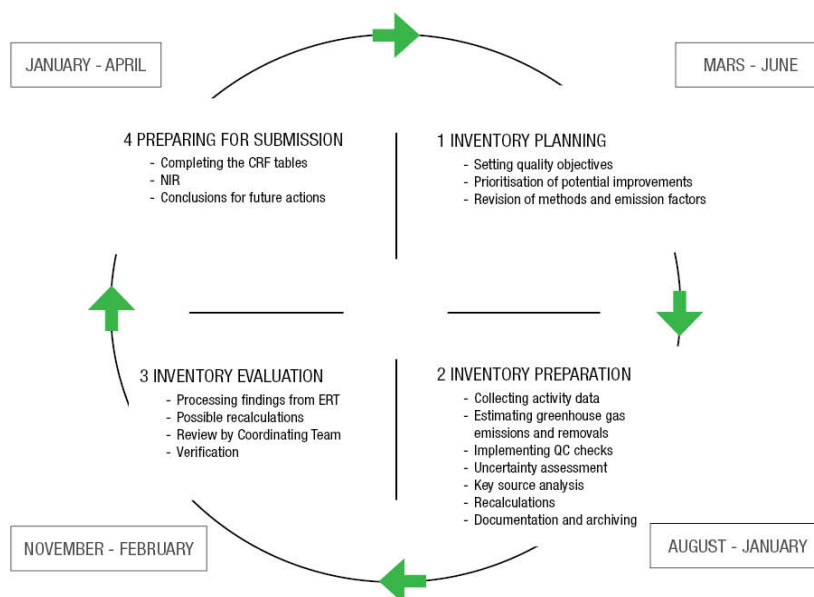 JANUARY - APRIL
MARS - JUNE
4 PREPARING FOR SUBMISSION
- Completing the CRF tables
- NIR
- Conclusions for future actions
1 INVENTORY PLANNING
- Setting quality objectives
- Prioritisation of potential improvements
- Revision of methods and emission factors
3 INVENTORY EVALUATION
- Processing findings from ERT
- Possible recalculations
- Review by Coordinating Team
- Verification
2 INVENTORY PREPARATION
- Collecting activity data
- Estimating greenhouse gas
emissions and removals
- Implementing QC checks
- Uncertainty assessment
- Key source analysis
- Recalculations
- Documentation and archiving
NOVEMBER - FEBRUARY
AUGUST - JANUARY